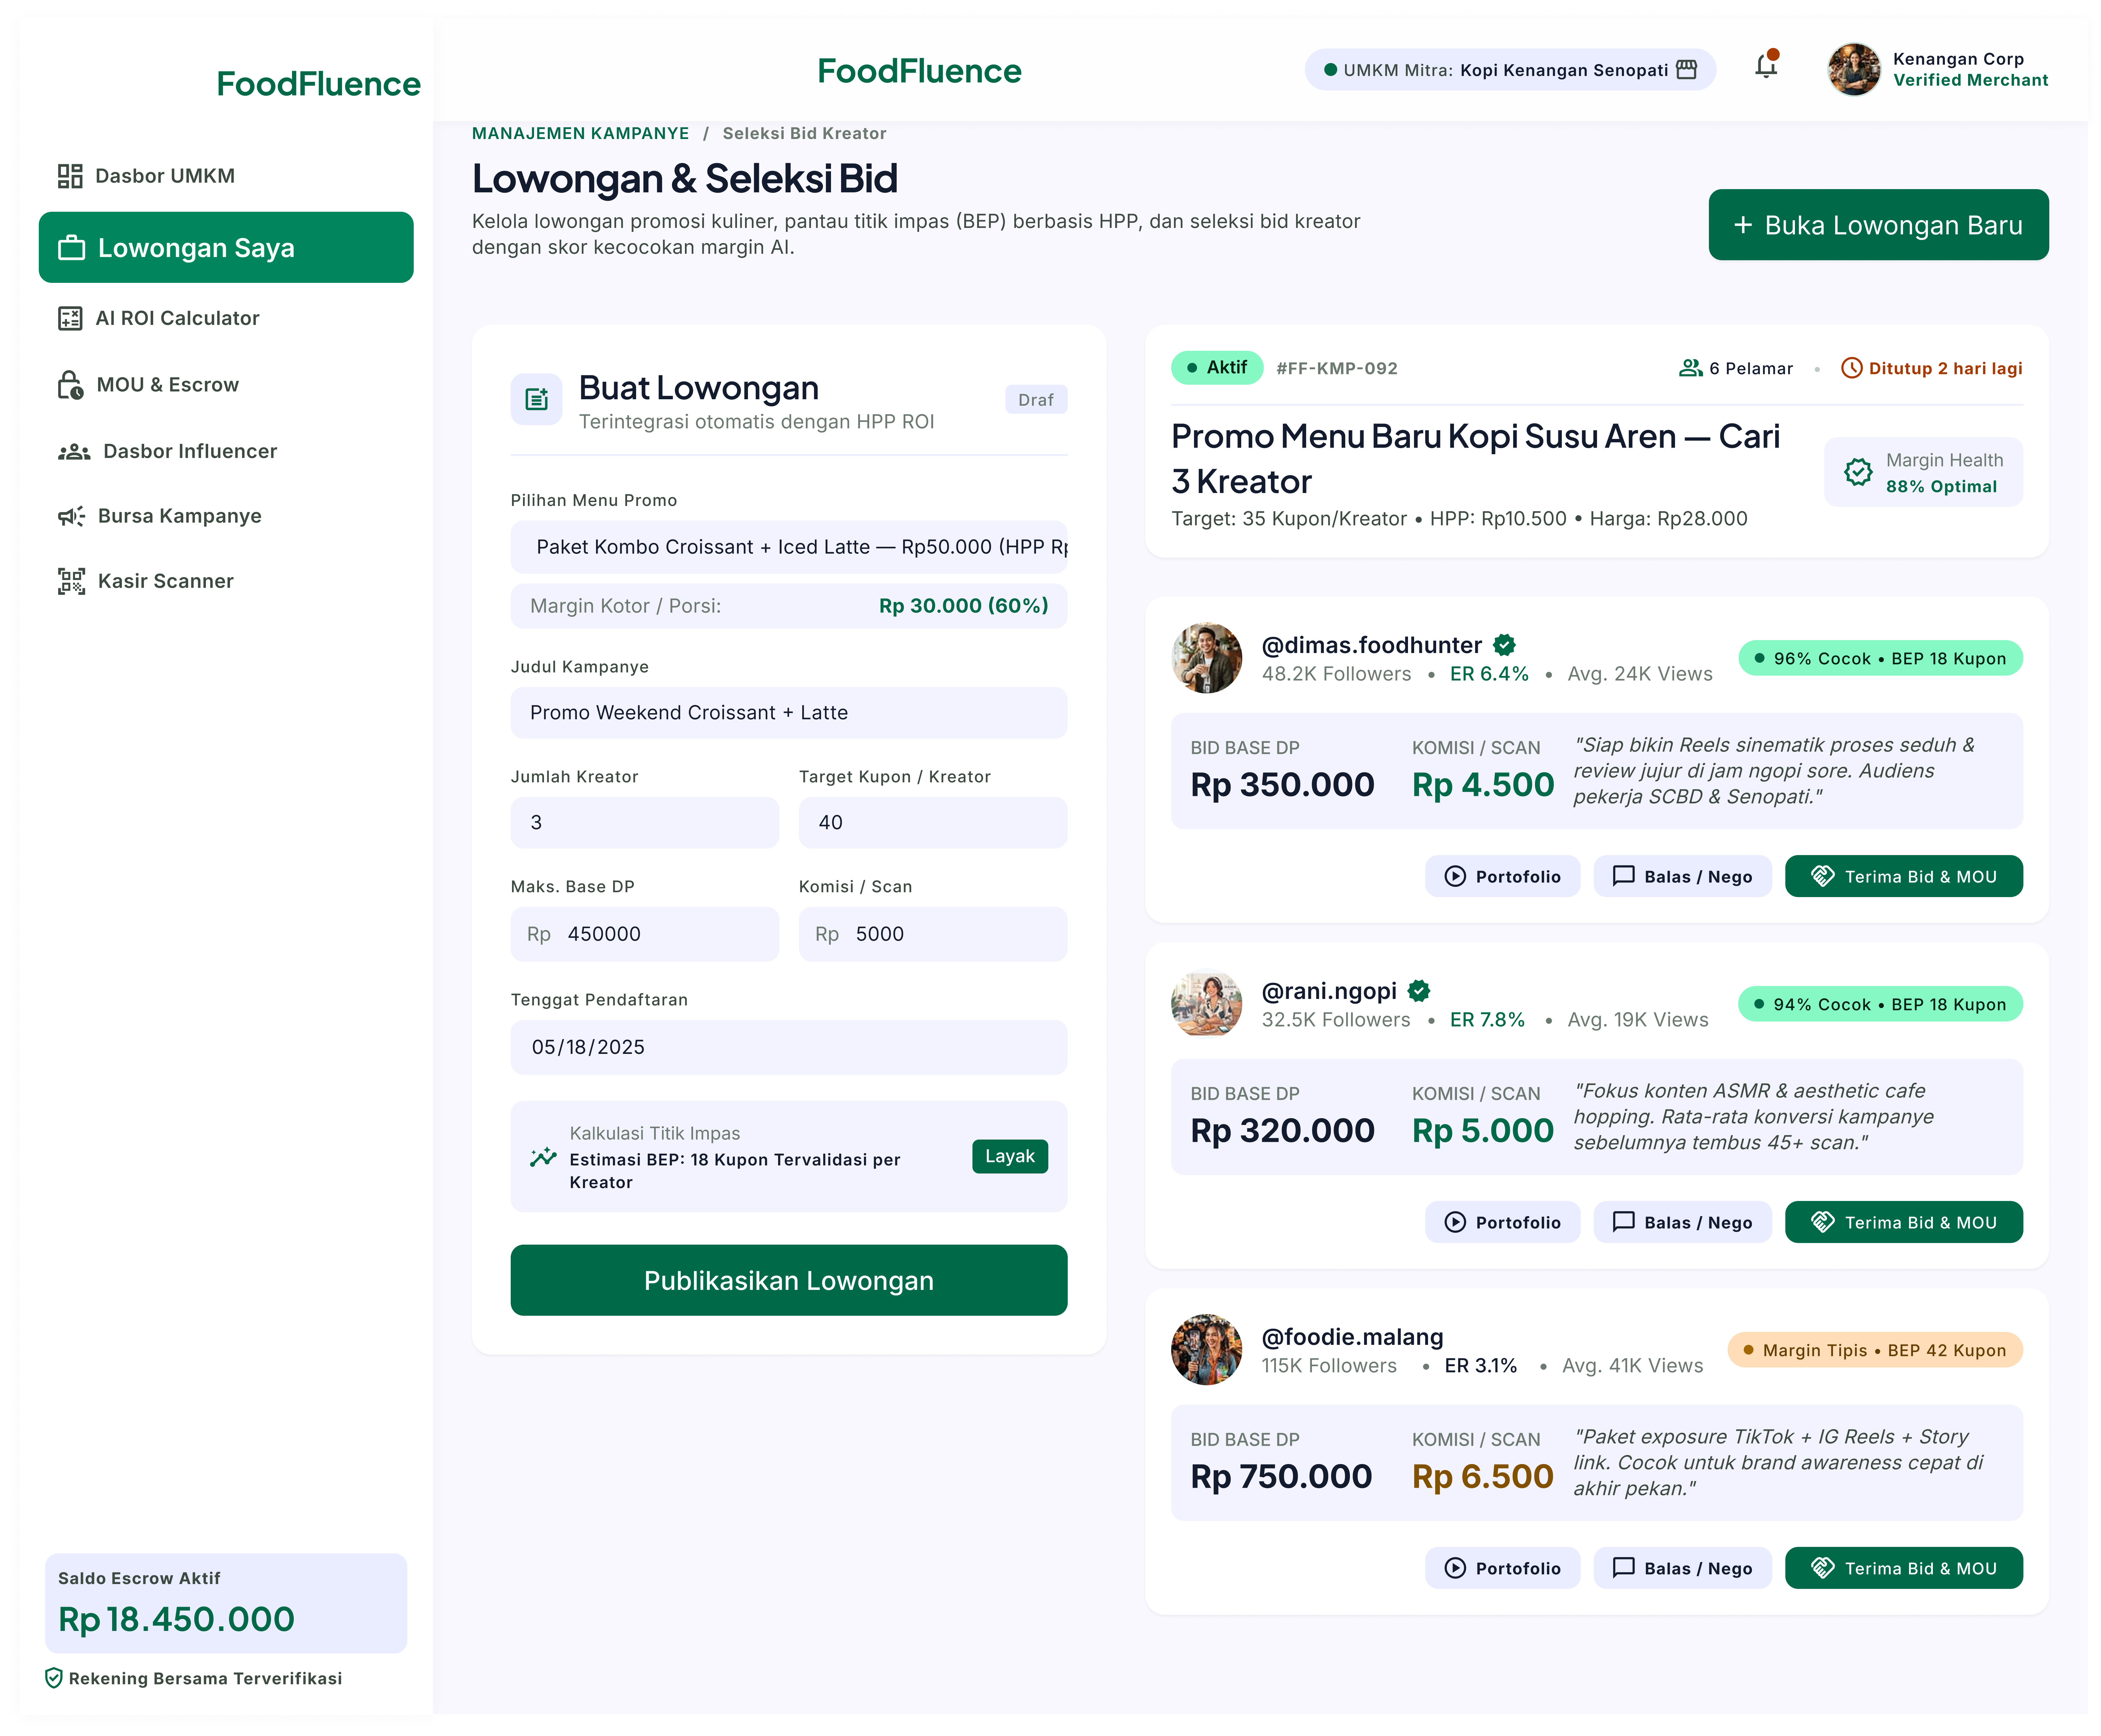 FoodFluence
Dasbor UMKM
Lowongan Saya
AI ROI Calculator
MOU & Escrow
Dasbor Influencer
Bursa Kampanye
Kasir Scanner
Saldo Escrow Aktif
Rp 18.450.000
Rekening Bersama Terverifikasi
FoodFluence
UMKM Mitra: Kopi Kenangan Senopati
Kenangan Corp
Verified Merchant
MANAJEMEN KAMPANYE / Seleksi Bid Kreator
Lowongan & Seleksi Bid
Kelola lowongan promosi kuliner, pantau titik impas (BEP) berbasis HPP, dan seleksi bid kreator
dengan skor kecocokan margin AI.
+ Buka Lowongan Baru
Buat Lowongan
Terintegrasi otomatis dengan HPP ROI
Draf
Pilihan Menu Promo
Paket Kombo Croissant + Iced Latte — Rp50.000 (HPP Rp
Margin Kotor / Porsi: Rp 30.000 (60%)
Judul Kampanye
Promo Weekend Croissant + Latte
Jumlah Kreator
3
Target Kupon / Kreator
40
Maks. Base DP
Rp 450000
Komisi / Scan
Rp 5000
Tenggat Pendaftaran
05/18/2025
Kalkulasi Titik Impas
Estimasi BEP: 18 Kupon Tervalidasi per
Kreator
Layak
Publikasikan Lowongan
Aktif #FF-KMP-092
6 Pelamar • Ditutup 2 hari lagi
Promo Menu Baru Kopi Susu Aren — Cari
3 Kreator
Target: 35 Kupon/Kreator • HPP: Rp10.500 • Harga: Rp28.000
Margin Health
88% Optimal
@dimas.foodhunter
48.2K Followers • ER 6.4% • Avg. 24K Views
96% Cocok • BEP 18 Kupon
BID BASE DP
Rp 350.000
KOMISI / SCAN
Rp 4.500
"Siap bikin Reels sinematik proses seduh &
review jujur di jam ngopi sore. Audiens
pekerja SCBD & Senopati."
Portofolio
Balas / Nego
Terima Bid & MOU
@rani.ngopi
32.5K Followers • ER 7.8% • Avg. 19K Views
94% Cocok • BEP 18 Kupon
BID BASE DP
Rp 320.000
KOMISI / SCAN
Rp 5.000
"Fokus konten ASMR & aesthetic cafe
hopping. Rata-rata konversi kampanye
sebelumnya tembus 45+ scan."
Portofolio
Balas / Nego
Terima Bid & MOU
@foodie.malang
115K Followers • ER 3.1% • Avg. 41K Views
Margin Tipis • BEP 42 Kupon
BID BASE DP
Rp 750.000
KOMISI / SCAN
Rp 6.500
"Paket exposure TikTok + IG Reels + Story
link. Cocok untuk brand awareness cepat di
akhir pekan."
Portofolio
Balas / Nego
Terima Bid & MOU